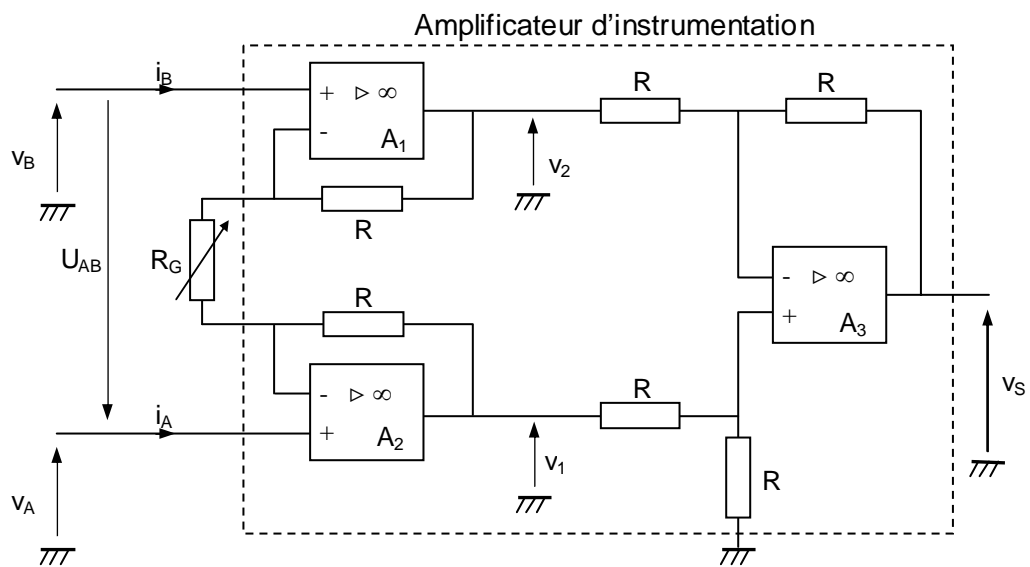 Amplificateur d'instrumentation
i_B
+ ▷ ∞
-
A₁
R
R
v_B
v₂
R
U_AB
R_G
R
- ▷ ∞
+
A₃
- ▷ ∞
+
A₂
i_A
R
v_S
v₁
v_A
R